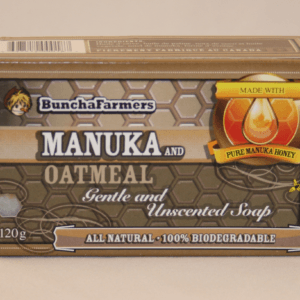 BunchaFarmers
MADE WITH
PURE MANUKA HONEY
MANUKA AND
OATMEAL
Gentle and
Unscented Soap
120g
ALL NATURAL - 100% BIODEGRADABLE